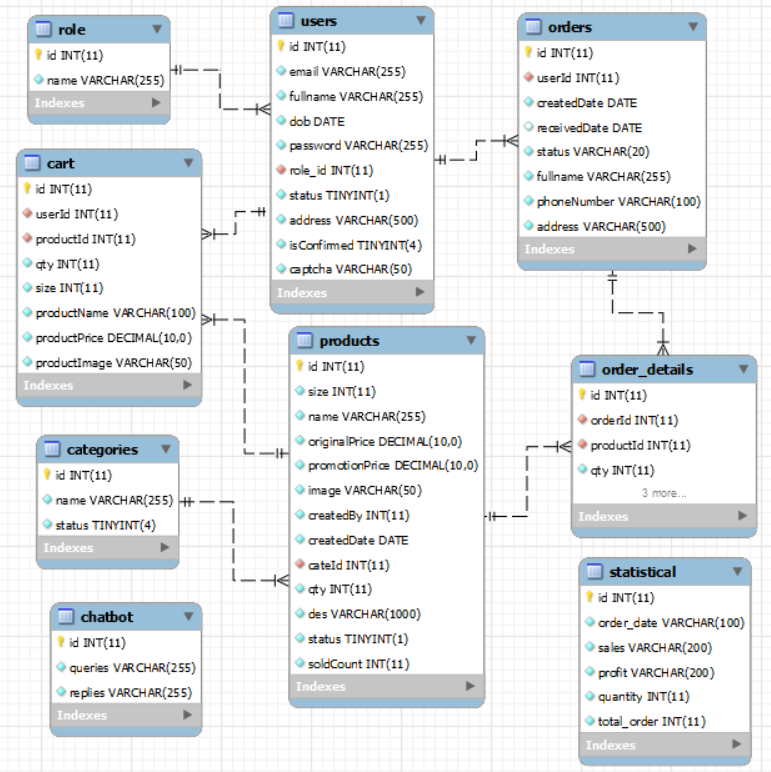 role
id INT(11)
name VARCHAR(255)
Indexes
users
id INT(11)
email VARCHAR(255)
fullname VARCHAR(255)
dob DATE
password VARCHAR(255)
role_id INT(11)
status TINYINT(1)
address VARCHAR(500)
isConfirmed TINYINT(4)
captcha VARCHAR(50)
Indexes
orders
id INT(11)
userId INT(11)
createdDate DATE
receivedDate DATE
status VARCHAR(20)
fullname VARCHAR(255)
phoneNumber VARCHAR(100)
address VARCHAR(500)
Indexes
cart
id INT(11)
userId INT(11)
productId INT(11)
qty INT(11)
size INT(11)
productName VARCHAR(100)
productPrice DECIMAL(10,0)
productImage VARCHAR(50)
Indexes
products
id INT(11)
size INT(11)
name VARCHAR(255)
originalPrice DECIMAL(10,0)
promotionPrice DECIMAL(10,0)
image VARCHAR(50)
createdBy INT(11)
createdDate DATE
cateId INT(11)
qty INT(11)
des VARCHAR(1000)
status TINYINT(1)
soldCount INT(11)
Indexes
order_details
id INT(11)
orderId INT(11)
productId INT(11)
qty INT(11)
3 more...
Indexes
categories
id INT(11)
name VARCHAR(255)
status TINYINT(4)
Indexes
chatbot
id INT(11)
queries VARCHAR(255)
replies VARCHAR(255)
Indexes
statistical
id INT(11)
order_date VARCHAR(100)
sales VARCHAR(200)
profit VARCHAR(200)
quantity INT(11)
total_order INT(11)
Indexes